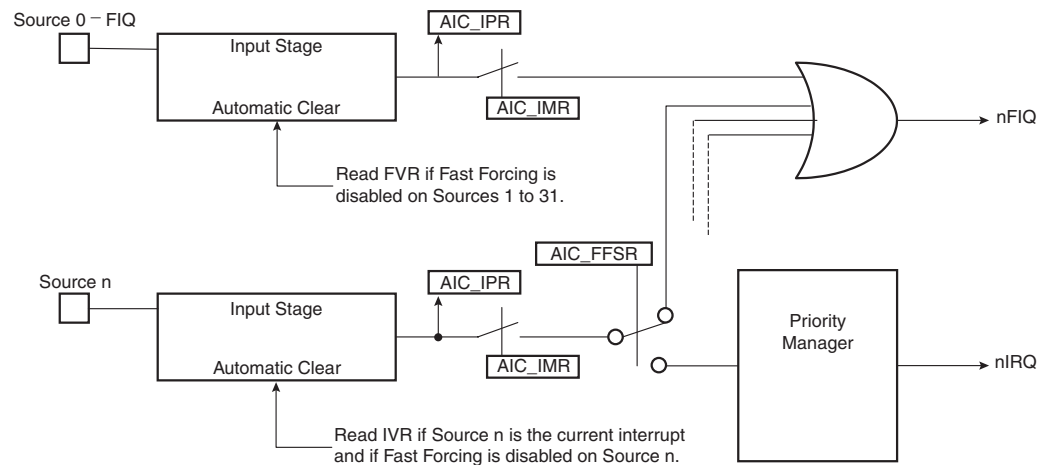 Source 0 – FIQ
AIC_IPR
Input Stage
Automatic Clear
AIC_IMR
nFIQ
Read FVR if Fast Forcing is
disabled on Sources 1 to 31.
AIC_FFSR
Source n
AIC_IPR
Input Stage
Priority
Manager
Automatic Clear
AIC_IMR
nIRQ
Read IVR if Source n is the current interrupt
and if Fast Forcing is disabled on Source n.